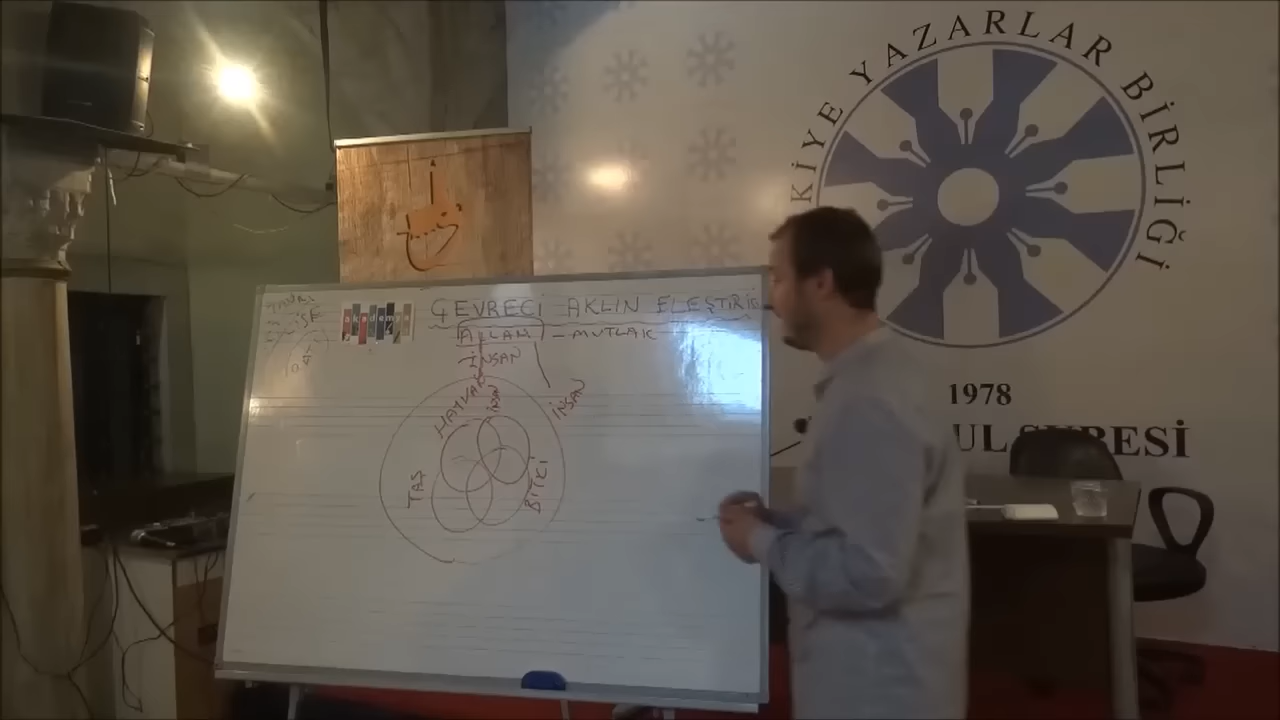 KİYE YAZARLAR BİRLİĞİ
1978
UL ŞUBESİ
akademya
ÇEVRECİ AKLIN ELEŞTİRİ
ALLAH - MUTLAK
İNSAN
HAYVAN
İNSAN
İNSAN
TAŞ
BİTKİ